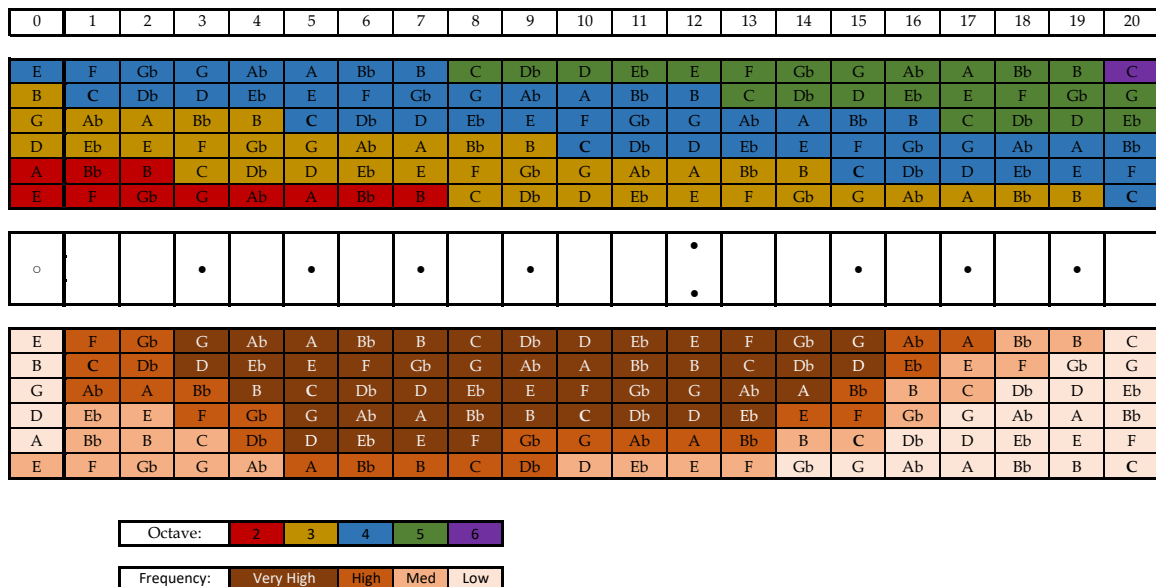 0 1 2 3 4 5 6 7 8 9 10 11 12 13 14 15 16 17 18 19 20
E F Gb G Ab A Bb B C Db D Eb E F Gb G Ab A Bb B C
B C Db D Eb E F Gb G Ab A Bb B C Db D Eb E F Gb G
G Ab A Bb B C Db D Eb E F Gb G Ab A Bb B C Db D Eb
D Eb E F Gb G Ab A Bb B C Db D Eb E F Gb G Ab A Bb
A Bb B C Db D Eb E F Gb G Ab A Bb B C Db D Eb E F
E F Gb G Ab A Bb B C Db D Eb E F Gb G Ab A Bb B C
E F Gb G Ab A Bb B C Db D Eb E F Gb G Ab A Bb B C
B C Db D Eb E F Gb G Ab A Bb B C Db D Eb E F Gb G
G Ab A Bb B C Db D Eb E F Gb G Ab A Bb B C Db D Eb
D Eb E F Gb G Ab A Bb B C Db D Eb E F Gb G Ab A Bb
A Bb B C Db D Eb E F Gb G Ab A Bb B C Db D Eb E F
E F Gb G Ab A Bb B C Db D Eb E F Gb G Ab A Bb B C
Octave: 2 3 4 5 6
Frequency: Very High High Med Low